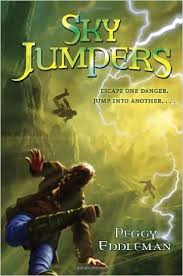 SKY
JUMPERS
ESCAPE ONE DANGER.
JUMP INTO ANOTHER. . . .
PEGGY
EDDLEMAN